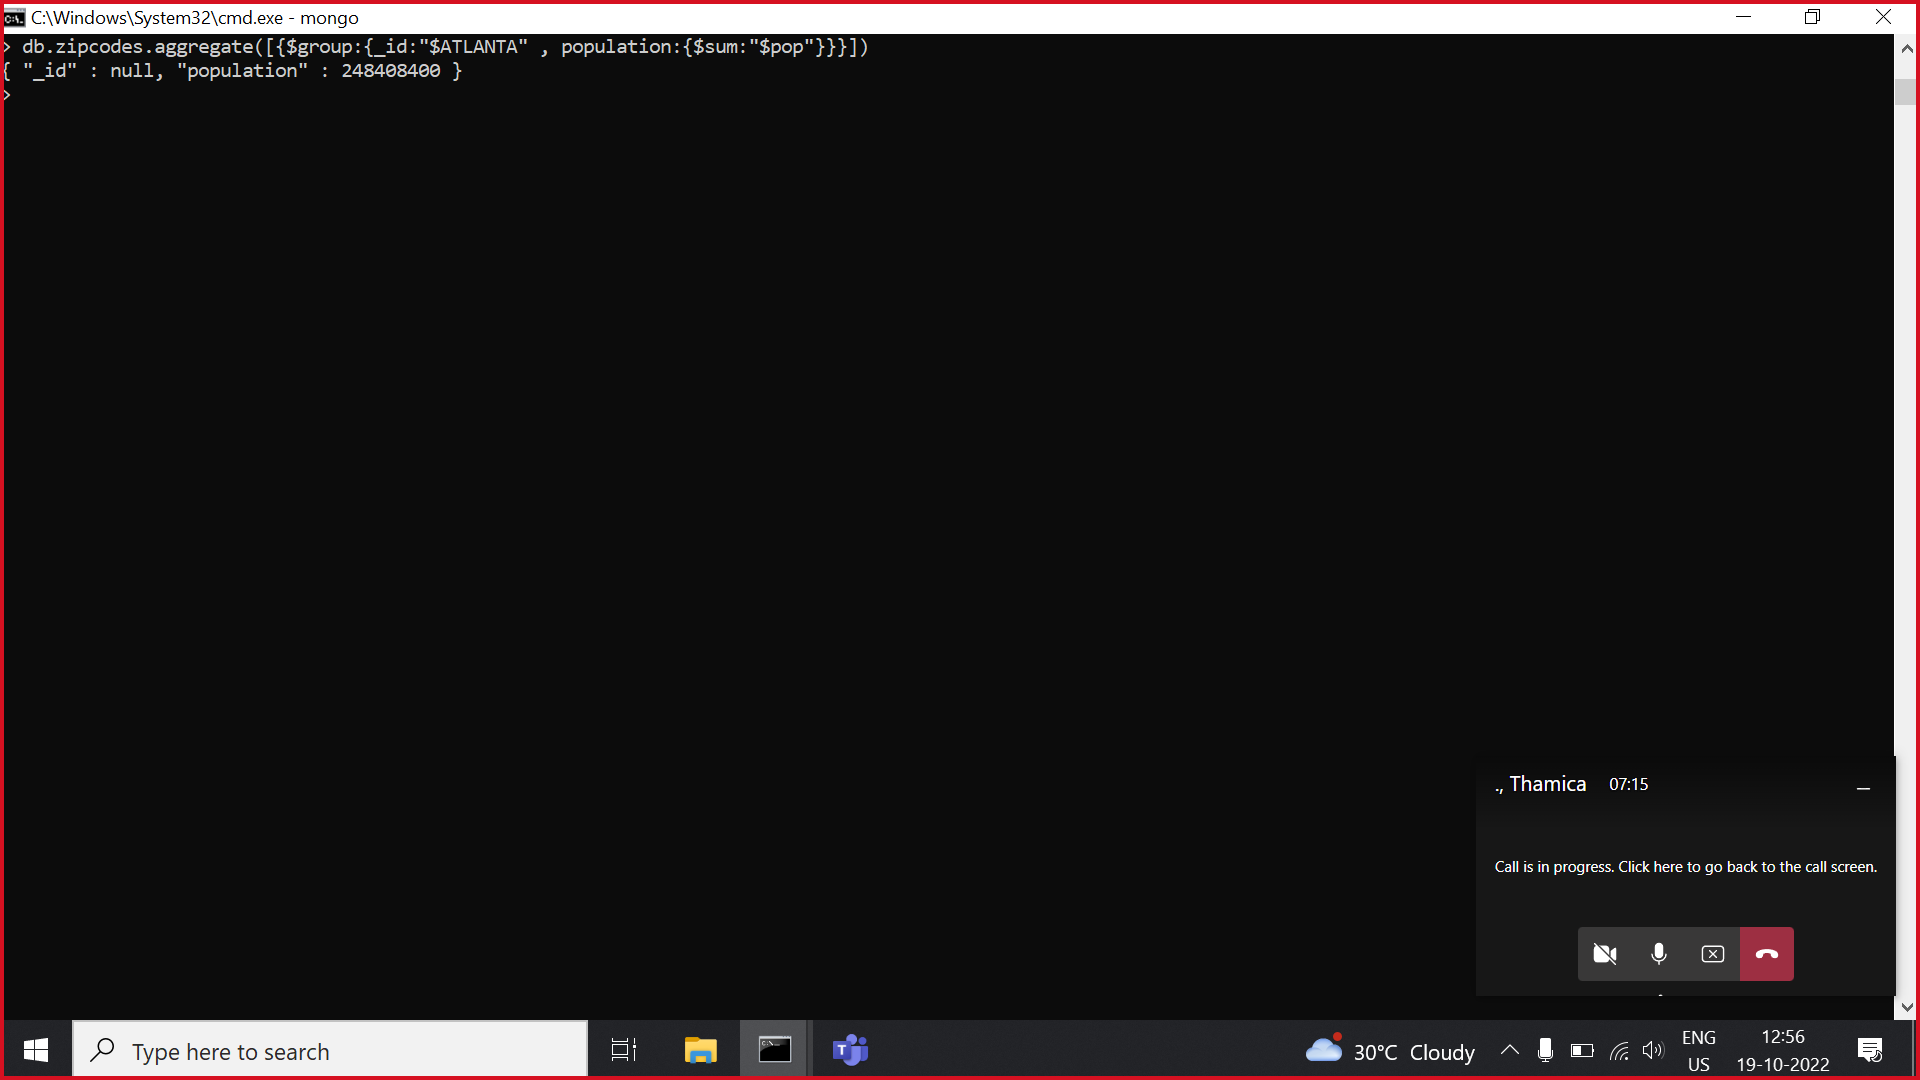 C:\Windows\System32\cmd.exe - mongo
> db.zipcodes.aggregate([{$group:{_id:"$ATLANTA" , population:{$sum:"$pop"}}}])
{ "_id" : null, "population" : 248408400 }
>
., Thamica 07:15
Call is in progress. Click here to go back to the call screen.
Type here to search
30°C Cloudy
ENG
US
12:56
19-10-2022